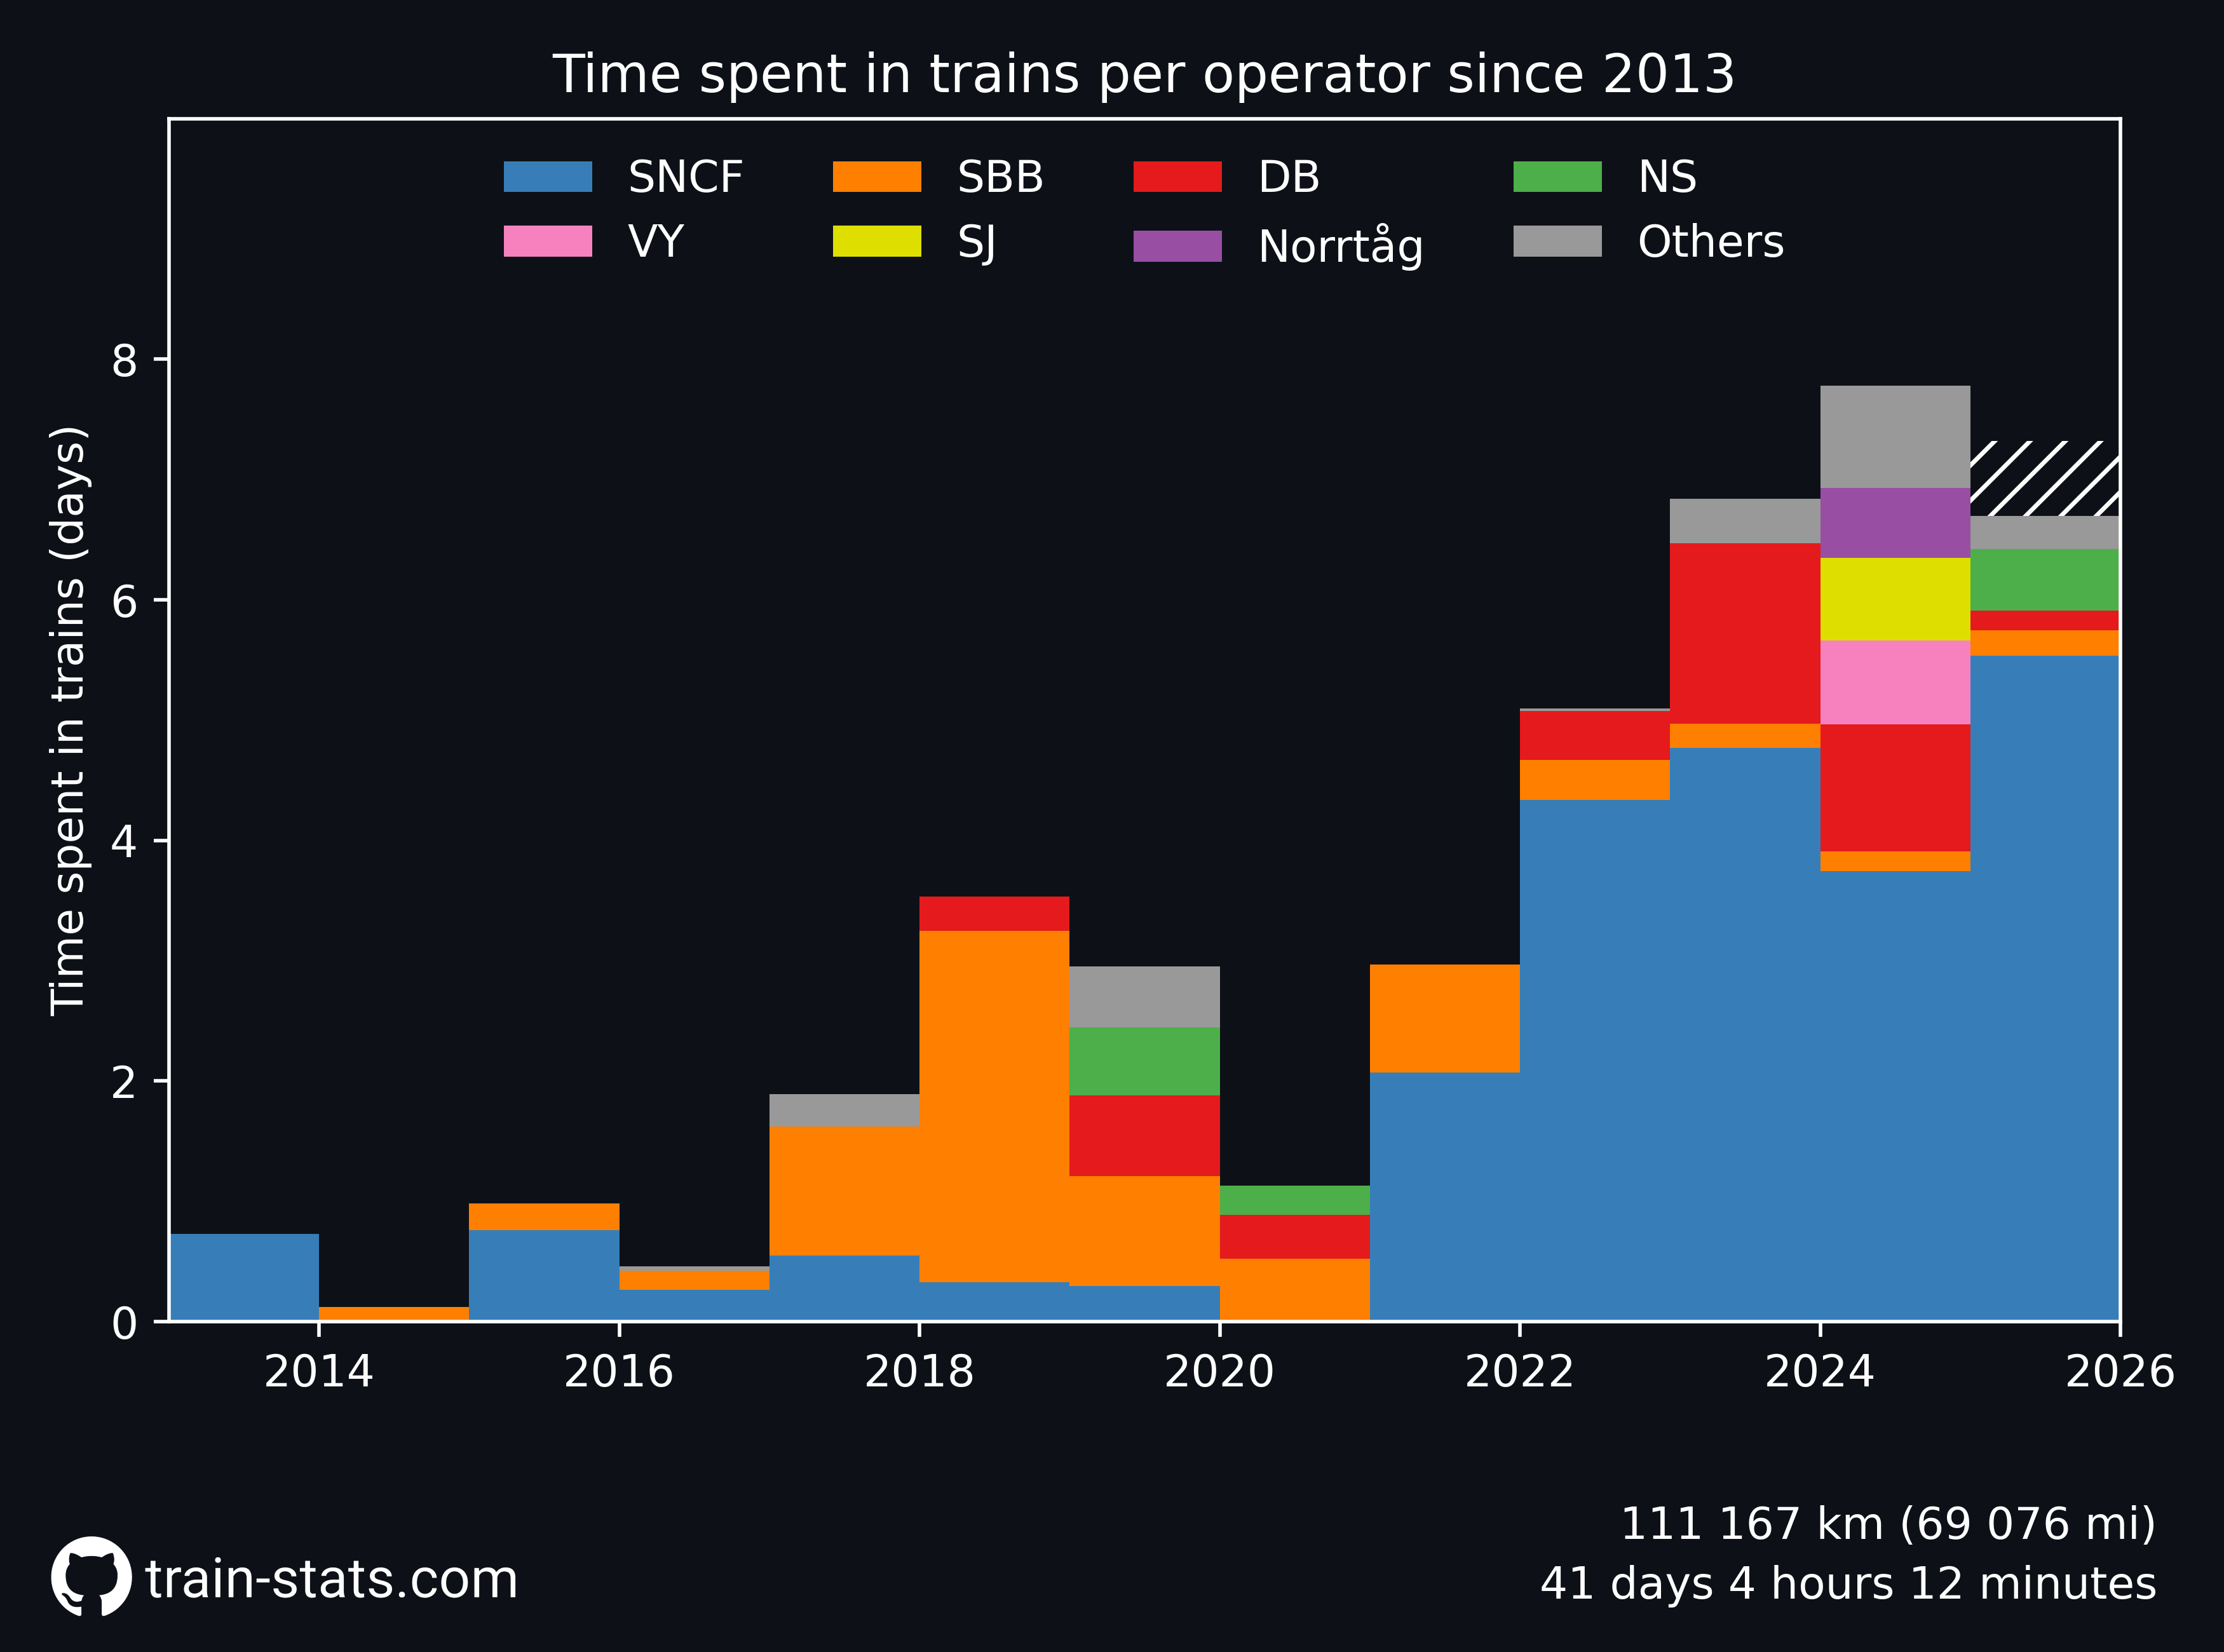 Time spent in trains per operator since 2013
SNCF SBB DB NS
VY SJ Norrtåg Others
Time spent in trains (days)
8
6
4
2
0
2014 2016 2018 2020 2022 2024 2026
111 167 km (69 076 mi)
41 days 4 hours 12 minutes
train-stats.com